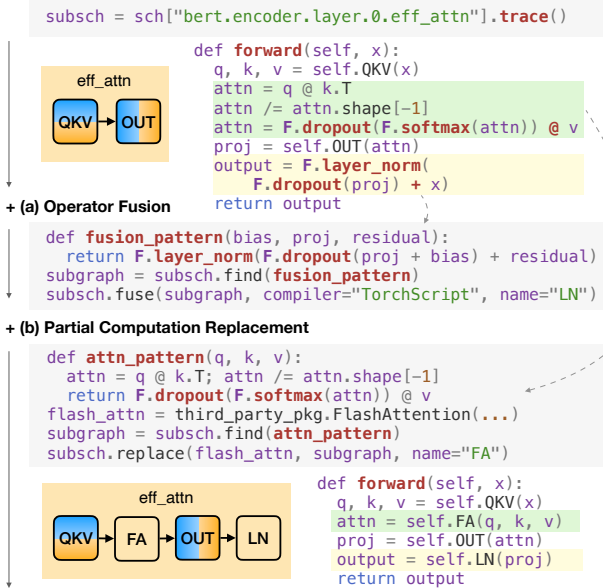 subsch = sch["bert.encoder.layer.0.eff_attn"].trace()
eff_attn
QKV
OUT
def forward(self, x):
q, k, v = self.QKV(x)
attn = q @ k.T
attn /= attn.shape[-1]
attn = F.dropout(F.softmax(attn)) @ v
proj = self.OUT(attn)
output = F.layer_norm(
F.dropout(proj) + x)
return output
+ (a) Operator Fusion
def fusion_pattern(bias, proj, residual):
return F.layer_norm(F.dropout(proj + bias) + residual)
subgraph = subsch.find(fusion_pattern)
subsch.fuse(subgraph, compiler="TorchScript", name="LN")
+ (b) Partial Computation Replacement
def attn_pattern(q, k, v):
attn = q @ k.T; attn /= attn.shape[-1]
return F.dropout(F.softmax(attn)) @ v
flash_attn = third_party_pkg.FlashAttention(...)
subgraph = subsch.find(attn_pattern)
subsch.replace(flash_attn, subgraph, name="FA")
eff_attn
QKV
FA
OUT
LN
def forward(self, x):
q, k, v = self.QKV(x)
attn = self.FA(q, k, v)
proj = self.OUT(attn)
output = self.LN(proj)
return output